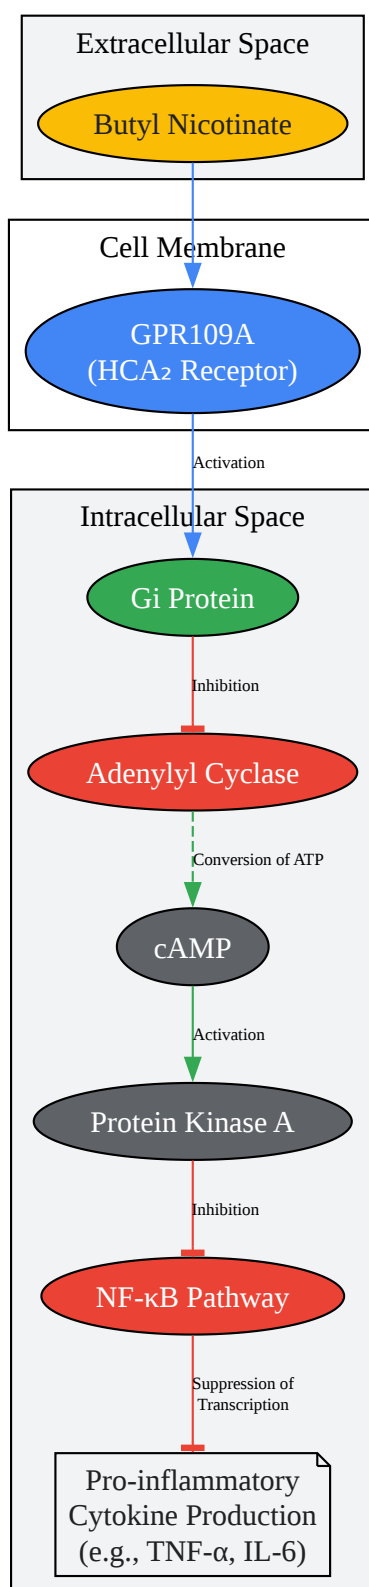 Extracellular Space
Butyl Nicotinate
Cell Membrane
GPR109A
(HCA₂ Receptor)
Activation
Intracellular Space
Gi Protein
Inhibition
Adenylyl Cyclase
Conversion of ATP
cAMP
Activation
Protein Kinase A
Inhibition
NF-κB Pathway
Suppression of
Transcription
Pro-inflammatory
Cytokine Production
(e.g., TNF-α, IL-6)